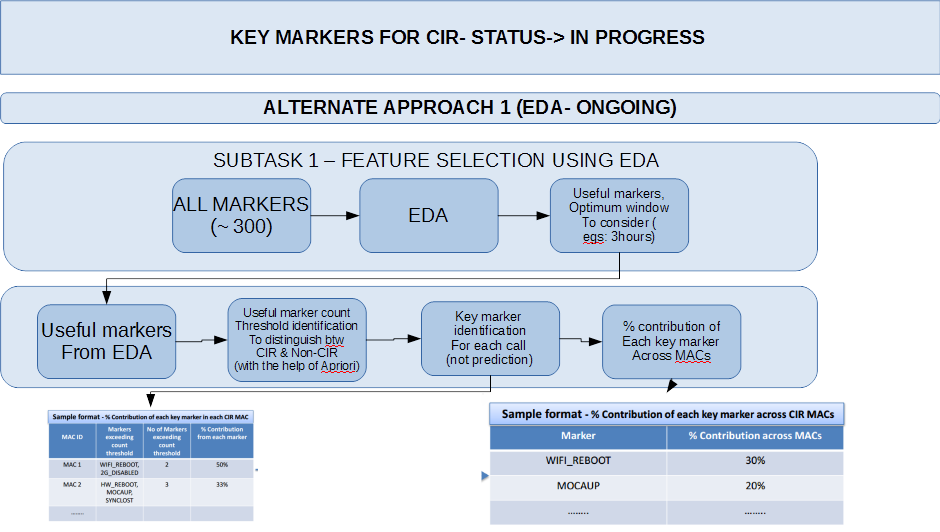 KEY MARKERS FOR CIR- STATUS-> IN PROGRESS
ALTERNATE APPROACH 1 (EDA- ONGOING)
SUBTASK 1 – FEATURE SELECTION USING EDA
ALL MARKERS
(~ 300)
EDA
Useful markers,
Optimum window
To consider (
egs: 3hours)
Useful markers
From EDA
Useful marker count
Threshold identification
To distinguish btw
CIR & Non-CIR
(with the help of Apriori)
Key marker
identification
For each call
(not prediction)
% contribution of
Each key marker
Across MACs
Sample format - % Contribution of each key marker in each CIR MAC
MAC ID
Markers
exceeding
count
threshold
No of Markers
exceeding
count
threshold
% Contribution
from each marker
MAC 1
WIFI_REBOOT,
2G_DISABLED
2
50%
MAC 2
HW_REBOOT,
MOCAUP,
SYNCLOST
3
33%
……..
Sample format - % Contribution of each key marker across CIR MACs
Marker
% Contribution across MACs
WIFI_REBOOT
30%
MOCAUP
20%
……..
……..